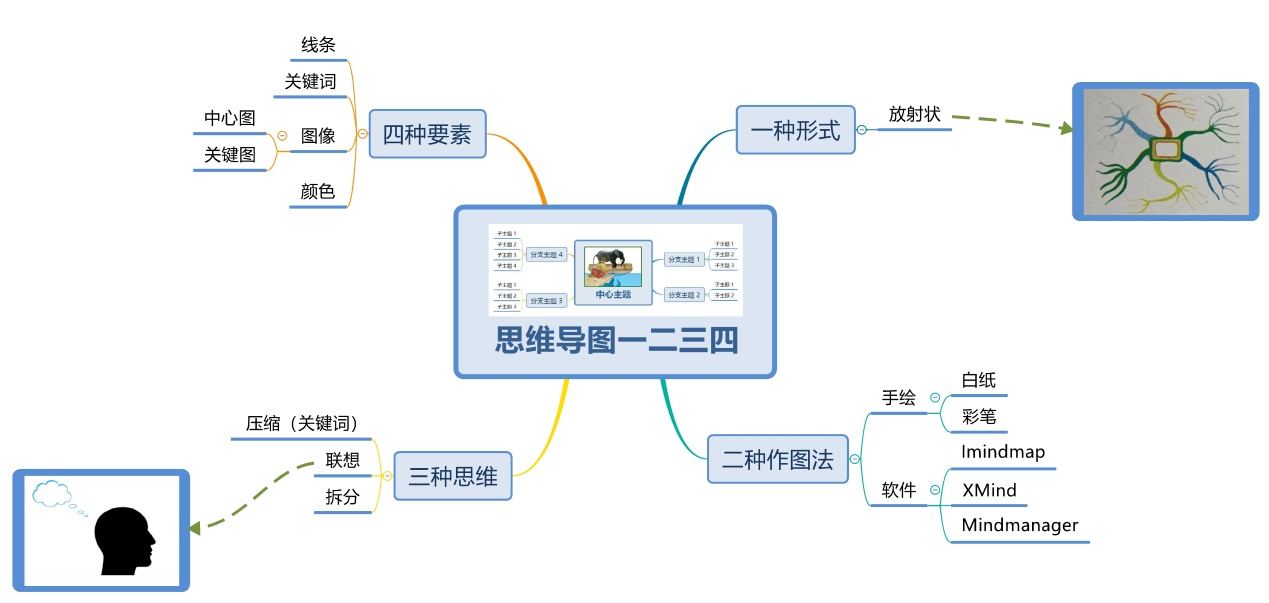 线条
关键词
中心图
图像
关键图
颜色
四种要素
一种形式
放射状
子主题 1
子主题 2
子主题 3
子主题 4
分支主题 4
子主题 1
子主题 2
子主题 3
分支主题 3
中心主题
分支主题 1
子主题 1
子主题 2
子主题 3
分支主题 2
子主题 1
子主题 2
思维导图一二三四
压缩（关键词）
联想
拆分
三种思维
二种作图法
手绘
白纸
彩笔
软件
Imindmap
XMind
Mindmanager